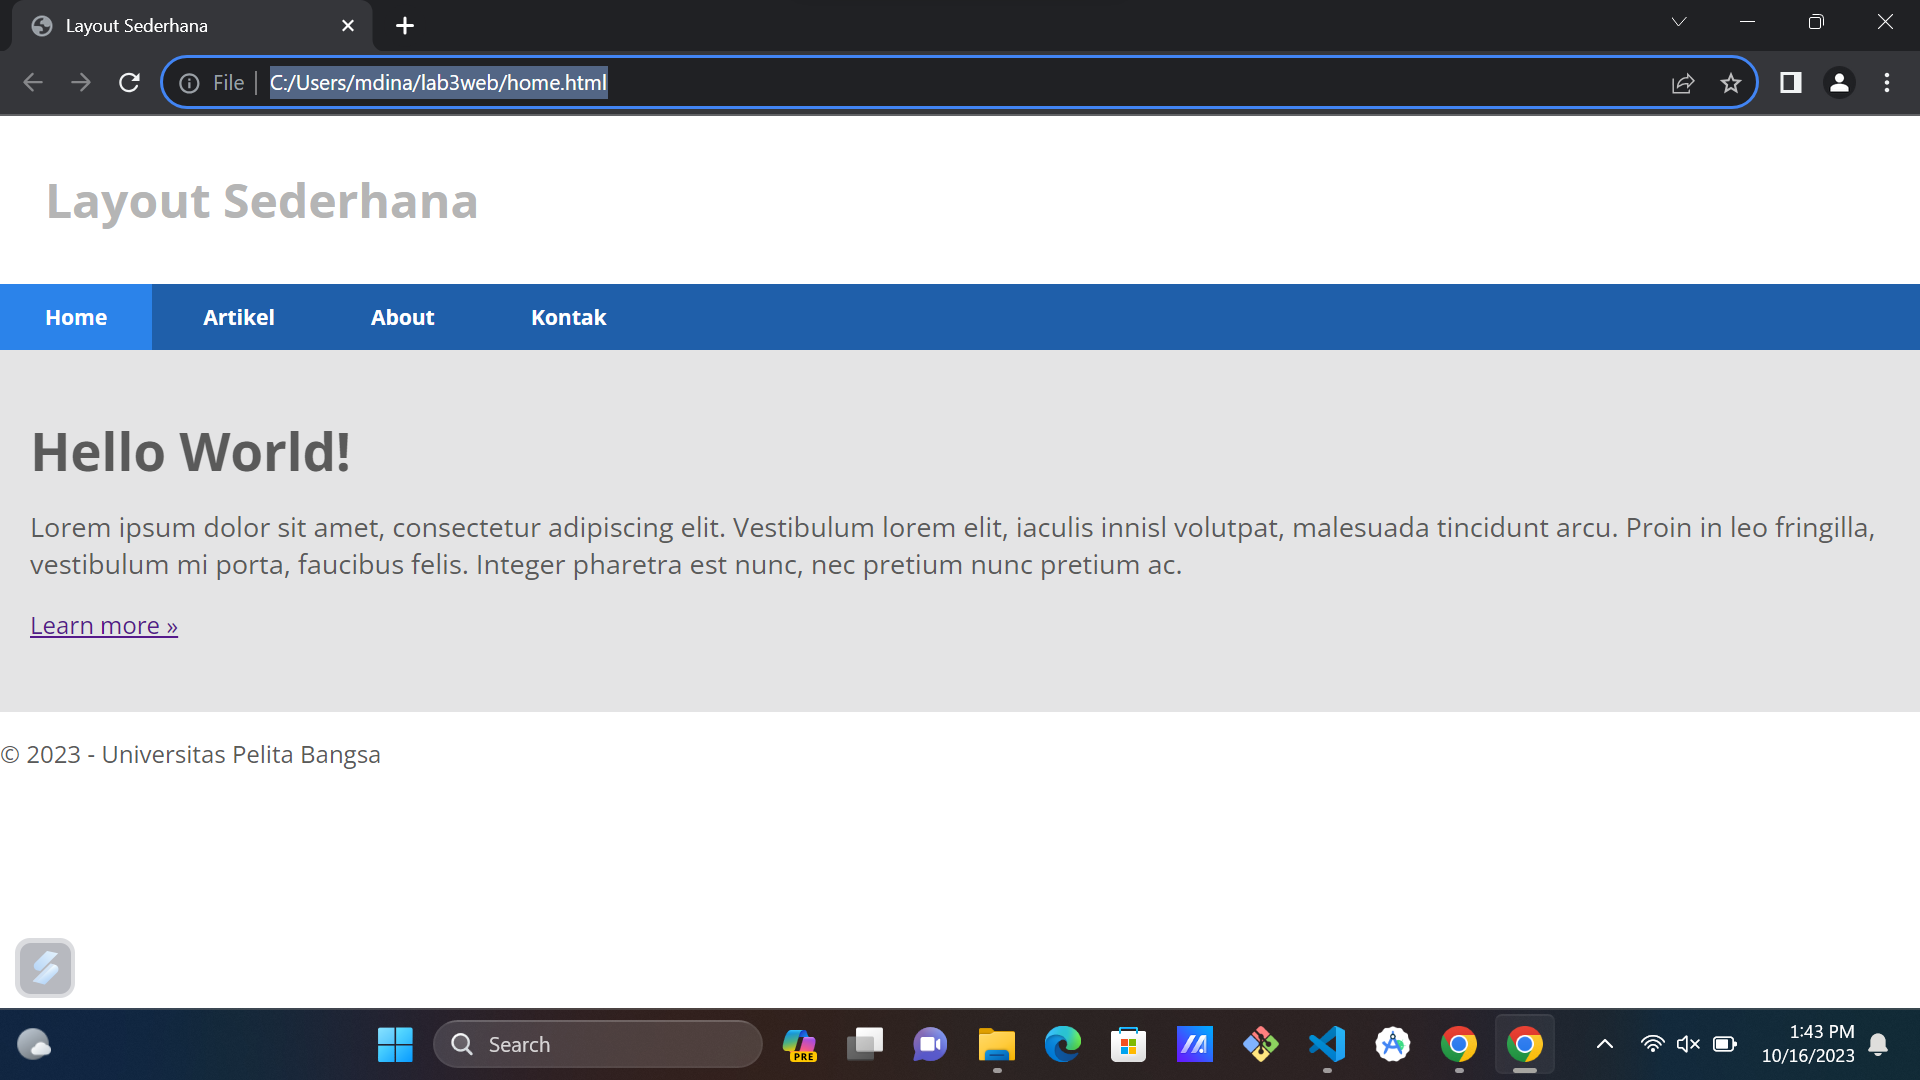 Layout Sederhana
File
C:/Users/mdina/lab3web/home.html
Layout Sederhana
Home Artikel About Kontak
Hello World!
Lorem ipsum dolor sit amet, consectetur adipiscing elit. Vestibulum lorem elit, iaculis innisl volutpat, malesuada tincidunt arcu. Proin in leo fringilla,
vestibulum mi porta, faucibus felis. Integer pharetra est nunc, nec pretium nunc pretium ac.
Learn more »
© 2023 - Universitas Pelita Bangsa
Search
PRE
1:43 PM
10/16/2023